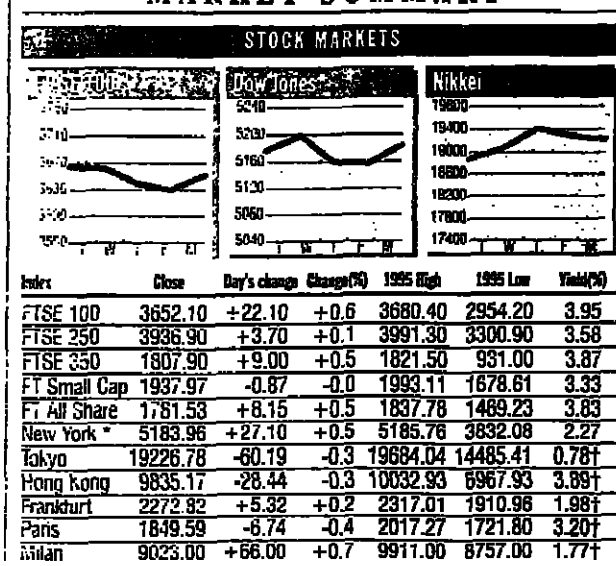 MARKET SUMMARY
STOCK MARKETS
FTSE 100
Dow Jones
Nikkei
5200
5160
5120
5080
5040
T W T F M
19600
19400
19000
18600
18200
17800
17400
T W T F M
Index Close Day's change Change(%) 1995 High 1995 Low Yield(%)
FTSE 100 3652.10 +22.10 +0.6 3680.40 2954.20 3.95
FTSE 250 3936.90 +3.70 +0.1 3991.30 3300.90 3.58
FTSE 350 1807.90 +9.00 +0.5 1821.50 931.00 3.87
FT Small Cap 1937.97 -0.87 -0.0 1993.11 1678.61 3.33
FT All Share 1781.53 +8.15 +0.5 1837.78 1469.23 3.83
New York * 5183.96 +27.10 +0.5 5185.76 3832.08 2.27
Tokyo 19226.78 -60.19 -0.3 19684.04 14485.41 0.78†
Hong Kong 9835.17 -28.44 -0.3 10032.93 6967.93 3.89†
Frankfurt 2272.82 +5.32 +0.2 2317.01 1910.96 1.98†
Paris 1849.59 -6.74 -0.4 2017.27 1721.80 3.20†
Milan 9023.00 +66.00 +0.7 9911.00 8757.00 1.77†